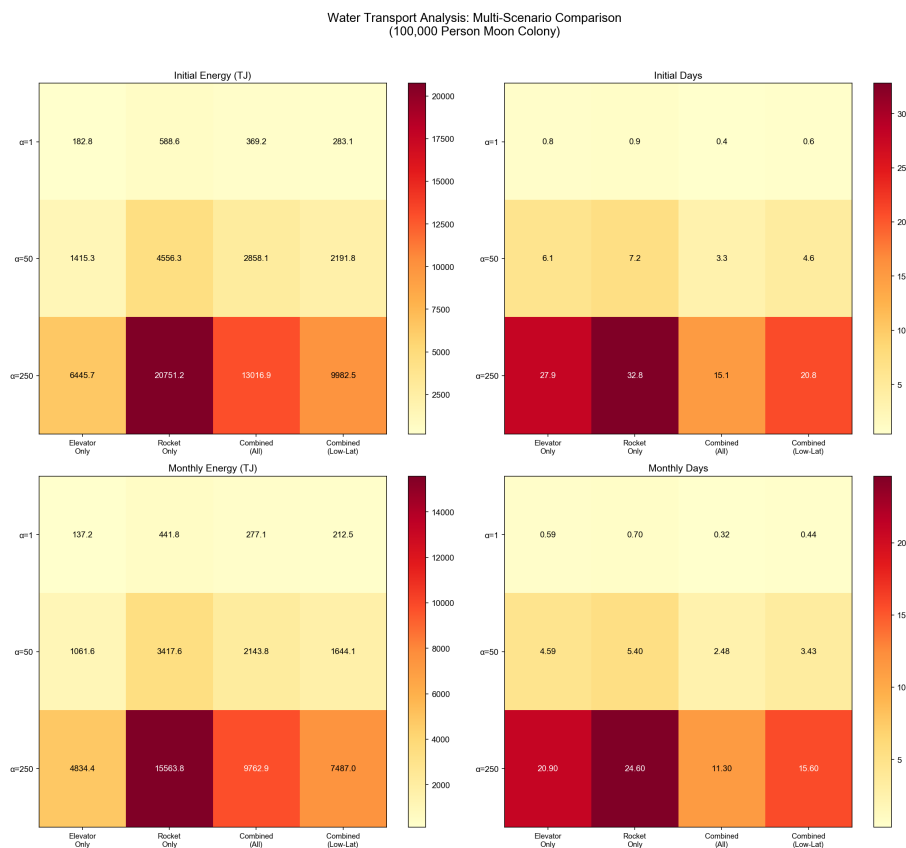 Water Transport Analysis: Multi-Scenario Comparison
(100,000 Person Moon Colony)
Initial Energy (TJ)
α=1
182.8 588.6 369.2 283.1
α=50
1415.3 4556.3 2858.1 2191.8
α=250
6445.7 20751.2 13016.9 9982.5
Elevator Only
Rocket Only
Combined (All)
Combined (Low-Lat)
20000
17500
15000
12500
10000
7500
5000
2500
Initial Days
α=1
0.8 0.9 0.4 0.6
α=50
6.1 7.2 3.3 4.6
α=250
27.9 32.8 15.1 20.8
Elevator Only
Rocket Only
Combined (All)
Combined (Low-Lat)
30
25
20
15
10
5
Monthly Energy (TJ)
α=1
137.2 441.8 277.1 212.5
α=50
1061.6 3417.6 2143.8 1644.1
α=250
4834.4 15563.8 9762.9 7487.0
Elevator Only
Rocket Only
Combined (All)
Combined (Low-Lat)
14000
12000
10000
8000
6000
4000
2000
Monthly Days
α=1
0.59 0.70 0.32 0.44
α=50
4.59 5.40 2.48 3.43
α=250
20.90 24.60 11.30 15.60
Elevator Only
Rocket Only
Combined (All)
Combined (Low-Lat)
20
15
10
5